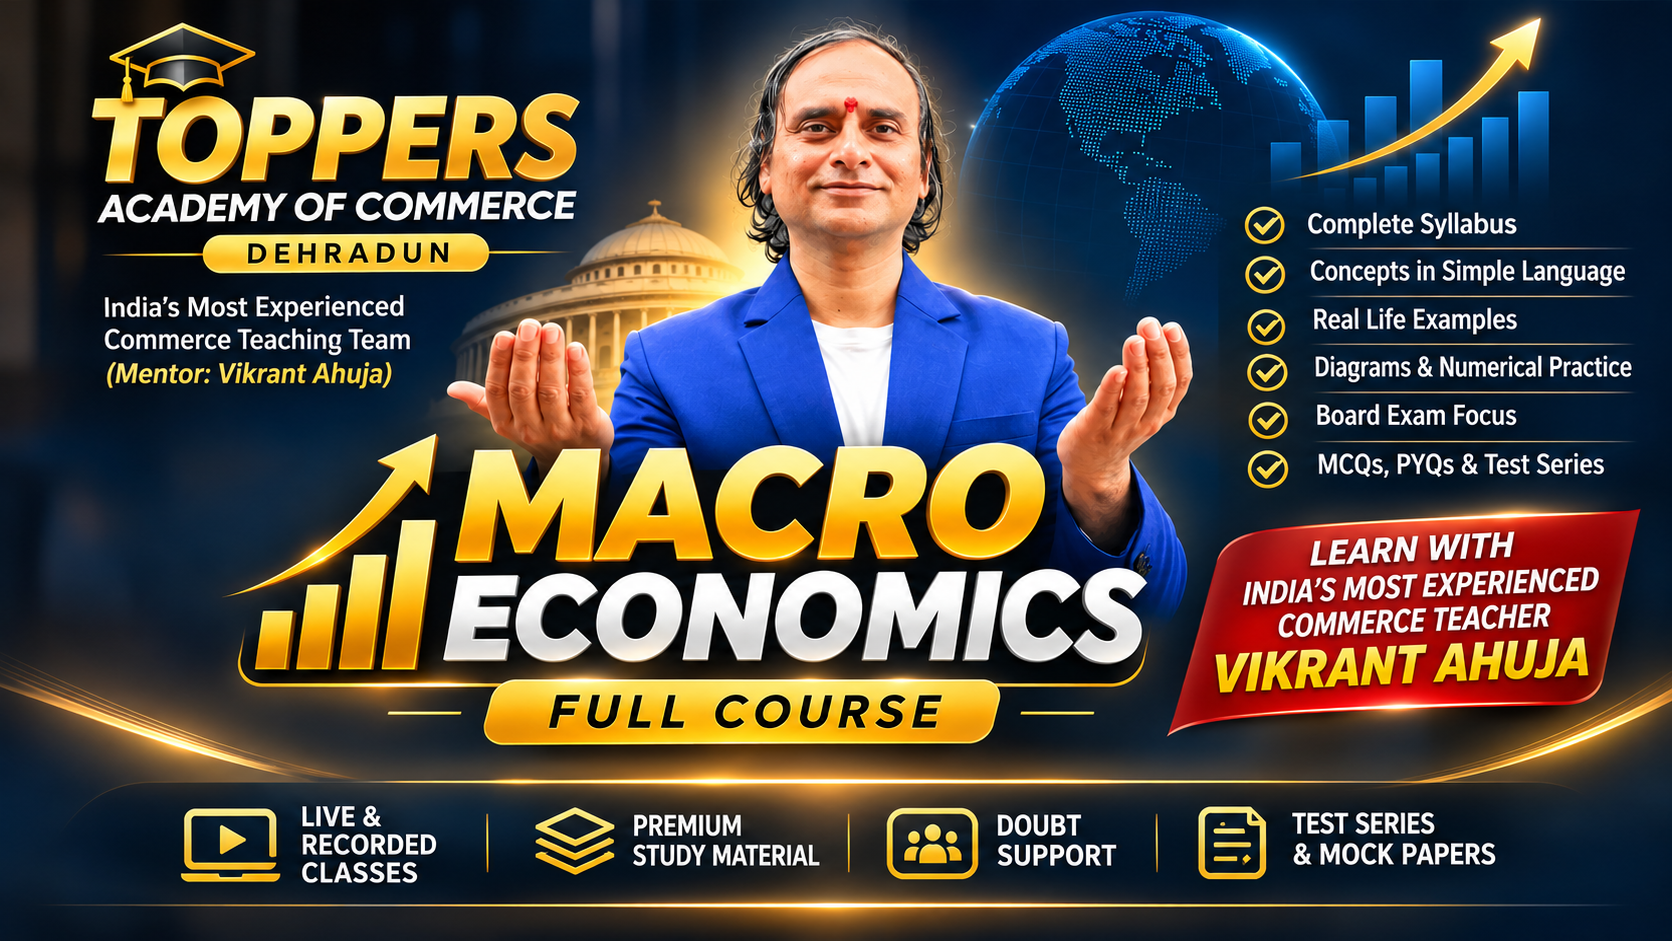 TOPPERS
ACADEMY OF COMMERCE
DEHRADUN
India's Most Experienced
Commerce Teaching Team
(Mentor: Vikrant Ahuja)
Complete Syllabus
Concepts in Simple Language
Real Life Examples
Diagrams & Numerical Practice
Board Exam Focus
MCQs, PYQs & Test Series
MACRO
ECONOMICS
FULL COURSE
LEARN WITH
INDIA'S MOST EXPERIENCED
COMMERCE TEACHER
VIKRANT AHUJA
LIVE &
RECORDED
CLASSES
PREMIUM
STUDY MATERIAL
DOUBT
SUPPORT
TEST SERIES
& MOCK PAPERS